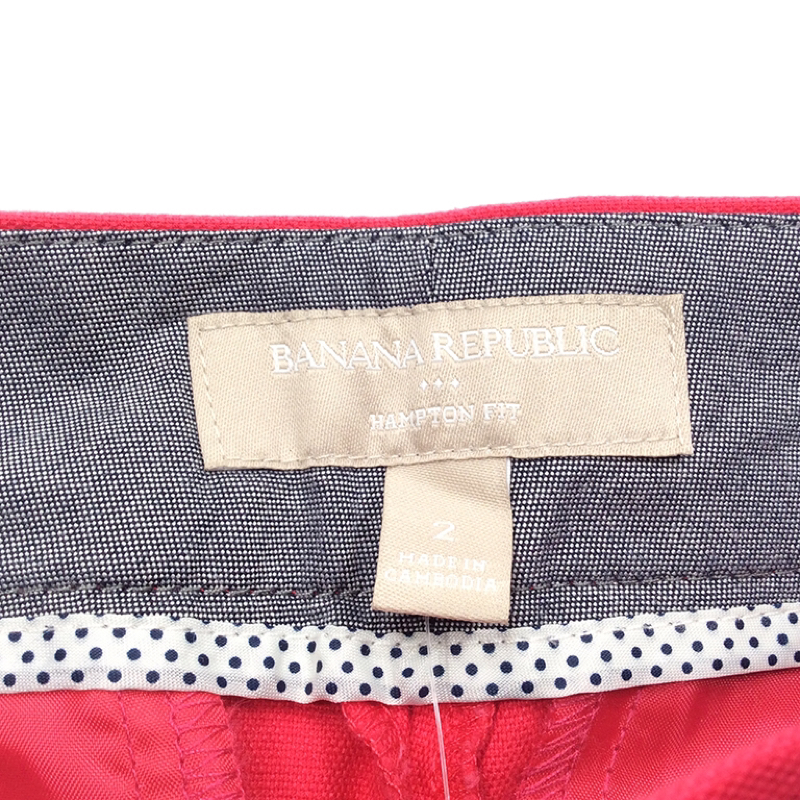 BANANA REPUBLIC
HAMPTON FIT
2
MADE IN
CAMBODIA